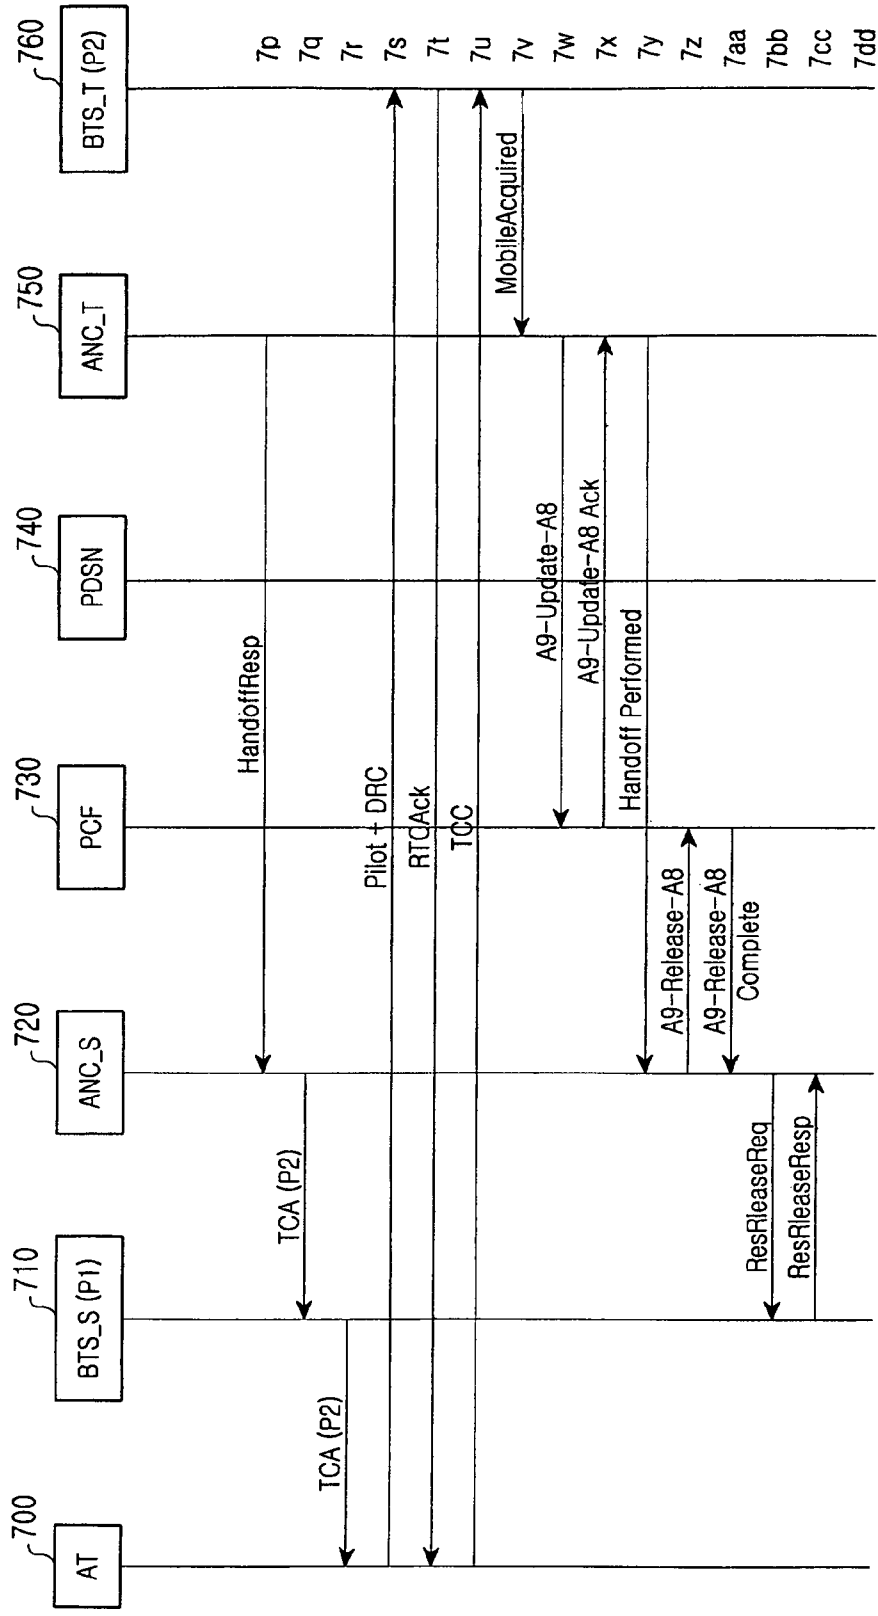 700
AT
710
BTS_S (P1)
720
ANC_S
730
PCF
740
PDSN
750
ANC_T
760
BTS_T (P2)
HandoffResp
7p
TCA (P2)
7q
TCA (P2)
7r
Pilot + DRC
7s
RTCAck
7t
TCC
7u
MobileAcquired
7v
A9-Update-A8
7w
A9-Update-A8 Ack
7x
Handoff Performed
7y
A9-Release-A8
7z
A9-Release-A8
Complete
7aa
ResRleaseReq
7bb
ResRleaseResp
7cc
7dd